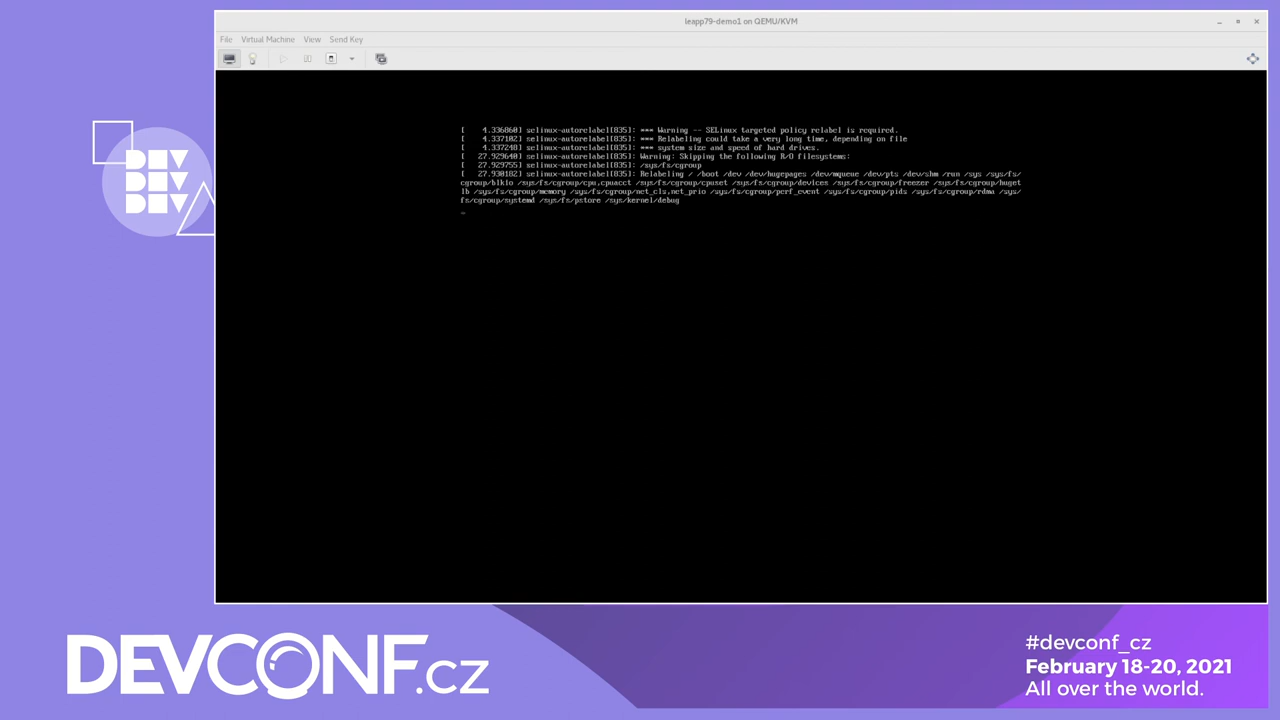 leapp79-demo1 on QEMU/KVM
File Virtual Machine View Send Key
[ 4.336860] selinux-autorelabel[835]: *** Warning -- SELinux targeted policy relabel is required.
[ 4.337102] selinux-autorelabel[835]: *** Relabeling could take a very long time, depending on file
[ 4.337248] selinux-autorelabel[835]: *** system size and speed of hard drives.
[ 27.929640] selinux-autorelabel[835]: Warning: Skipping the following R/O filesystems:
[ 27.929755] selinux-autorelabel[835]: /sys/fs/cgroup
[ 27.930182] selinux-autorelabel[835]: Relabeling / /boot /dev /dev/hugepages /dev/mqueue /dev/pts /dev/shm /run /sys /sys/fs/
cgroup/blkio /sys/fs/cgroup/cpu,cpuacct /sys/fs/cgroup/cpuset /sys/fs/cgroup/devices /sys/fs/cgroup/freezer /sys/fs/cgroup/huget
lb /sys/fs/cgroup/memory /sys/fs/cgroup/net_cls,net_prio /sys/fs/cgroup/perf_event /sys/fs/cgroup/pids /sys/fs/cgroup/rdma /sys/
fs/cgroup/systemd /sys/fs/pstore /sys/kernel/debug
DEV
DEV
DEVCONF.cz
#devconf_cz
February 18-20, 2021
All over the world.